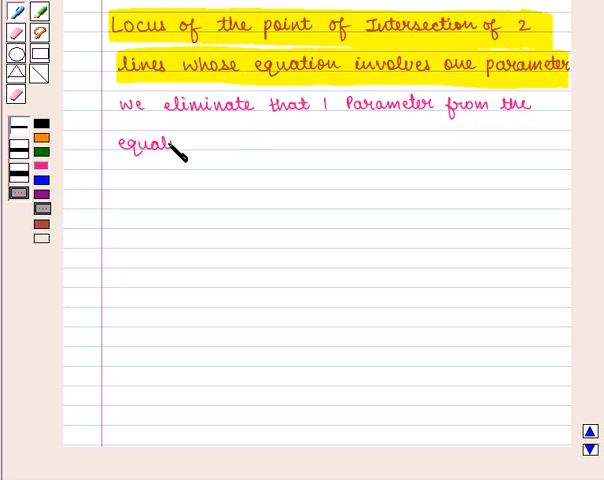 Locus of the point of Intersection of 2
lines whose equation involves one parameter
we eliminate that 1 Parameter from the
equat